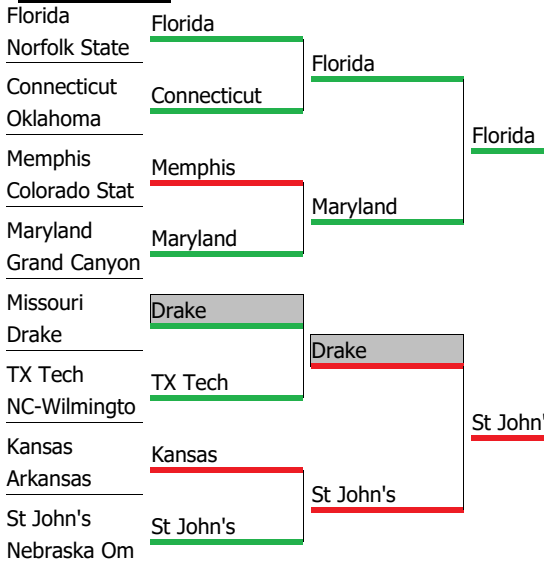 Florida
Norfolk State
Connecticut
Oklahoma
Memphis
Colorado Stat
Maryland
Grand Canyon
Missouri
Drake
TX Tech
NC-Wilmingto
Kansas
Arkansas
St John's
Nebraska Om
Florida
Connecticut
Memphis
Maryland
Drake
TX Tech
Kansas
St John's
Florida
Maryland
Drake
St John's
Florida
St John'